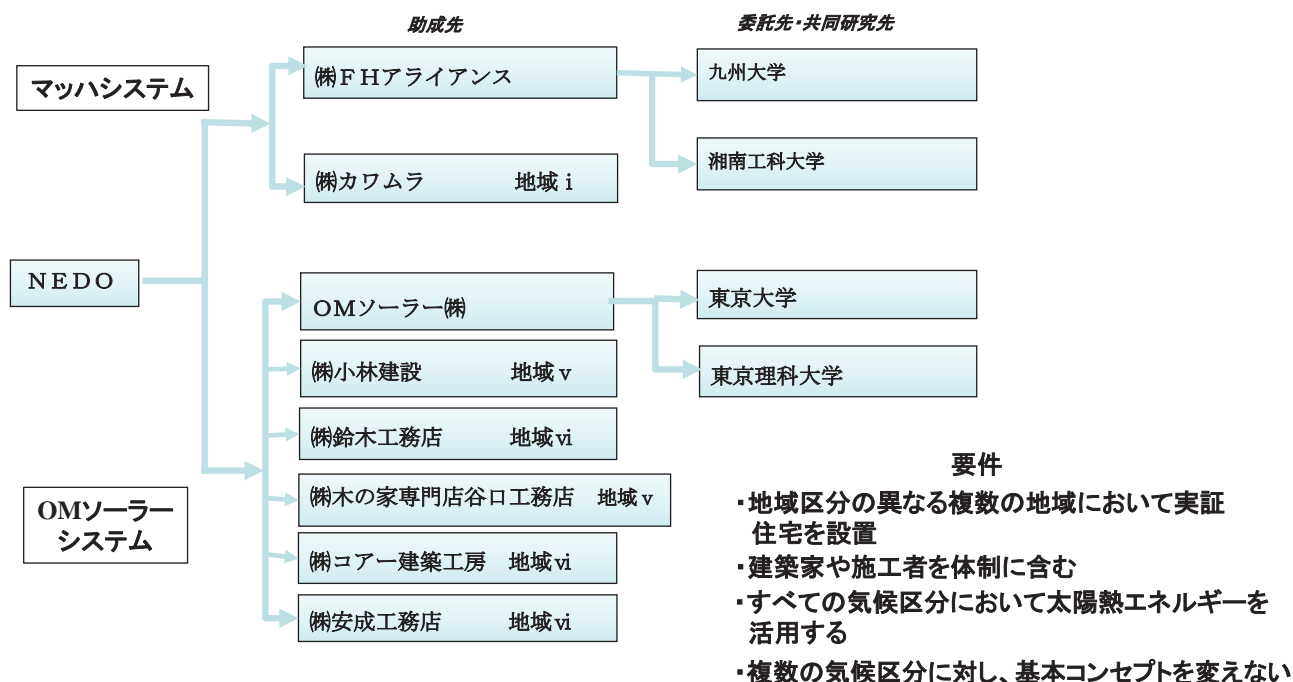 助成先
委託先・共同研究先
マッハシステム
㈱ＦＨアライアンス
九州大学
湘南工科大学
㈱カワムラ　地域ⅰ
ＮＥＤＯ
OMソーラー㈱
東京大学
㈱小林建設　地域ⅴ
東京理科大学
㈱鈴木工務店　地域ⅵ
㈱木の家専門店谷口工務店　地域ⅴ
OMソーラー
システム
㈱コアー建築工房　地域ⅵ
㈱安成工務店　地域ⅵ
要件
・地域区分の異なる複数の地域において実証
住宅を設置
・建築家や施工者を体制に含む
・すべての気候区分において太陽熱エネルギーを
活用する
・複数の気候区分に対し、基本コンセプトを変えない